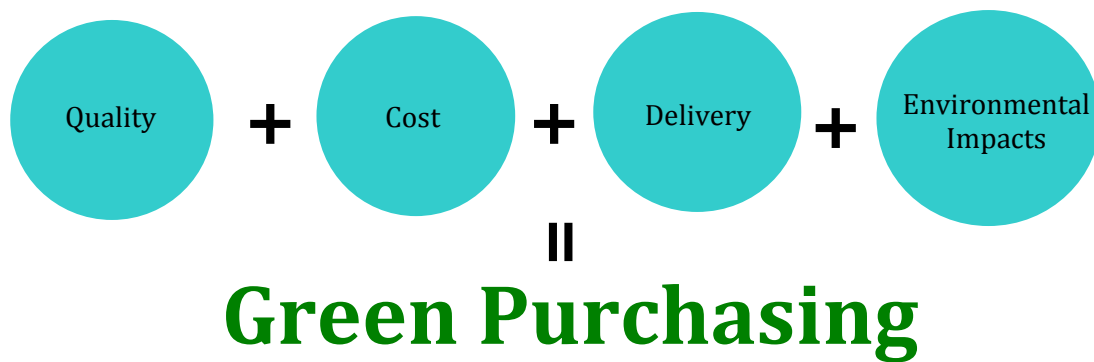 Quality + Cost + Delivery + Environmental
Impacts
=
Green Purchasing